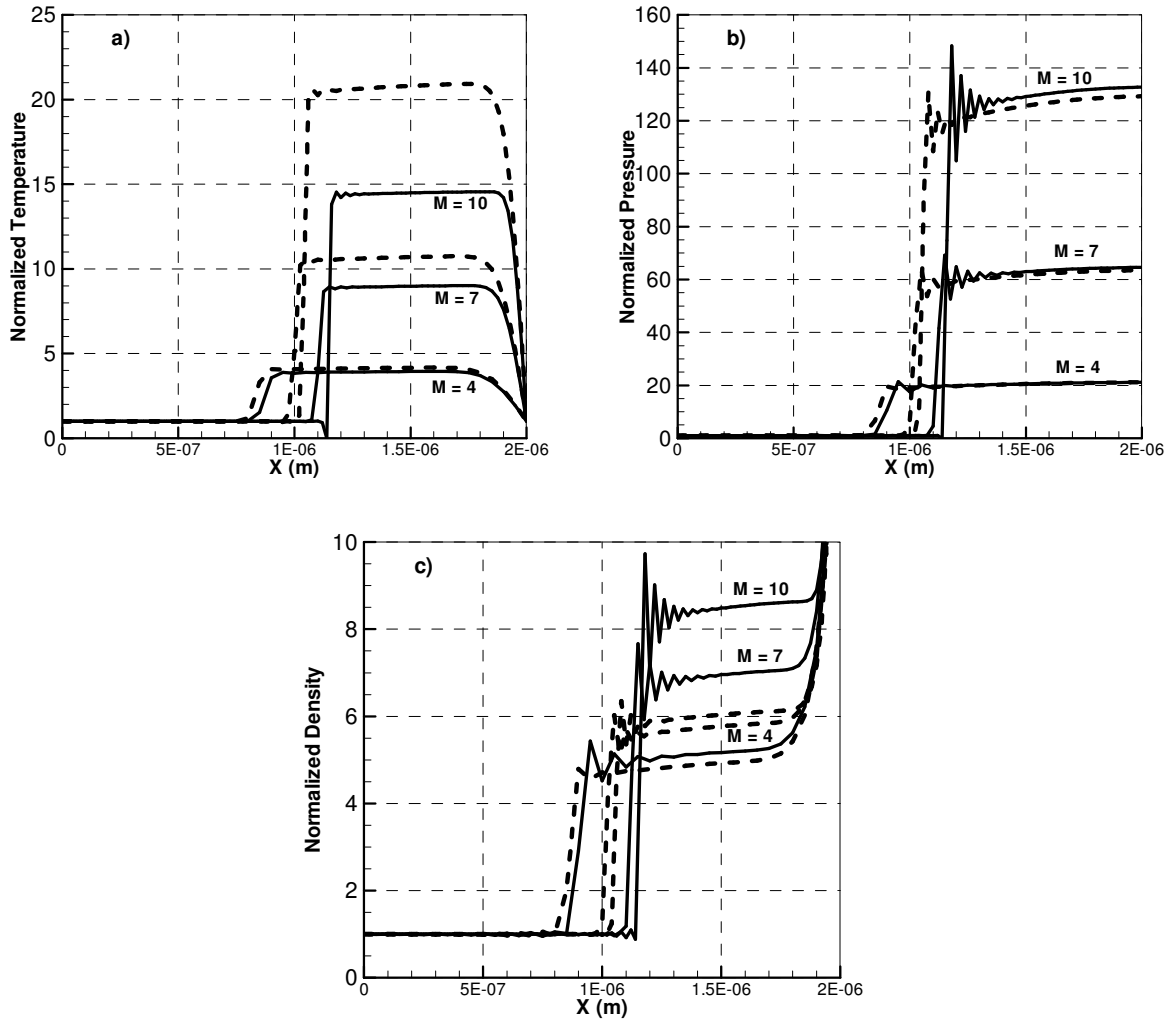 a)
Normalized Temperature
25
20
15
10
5
0
M = 10
M = 7
M = 4
0 5E-07 1E-06 1.5E-06 2E-06
X (m)
b)
Normalized Pressure
160
140
120
100
80
60
40
20
0
M = 10
M = 7
M = 4
0 5E-07 1E-06 1.5E-06 2E-06
X (m)
c)
Normalized Density
10
8
6
4
2
0
M = 10
M = 7
M = 4
0 5E-07 1E-06 1.5E-06 2E-06
X (m)